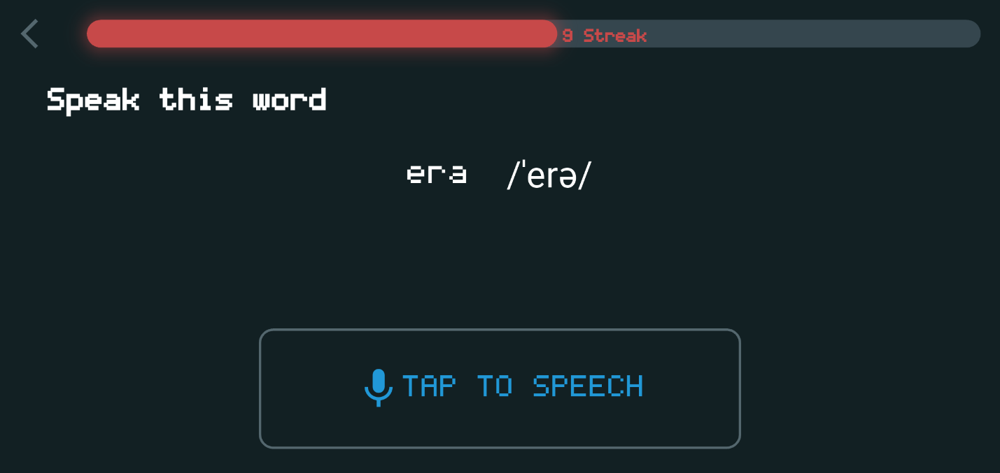 9 Streak
Speak this word
era /ˈerə/
TAP TO SPEECH